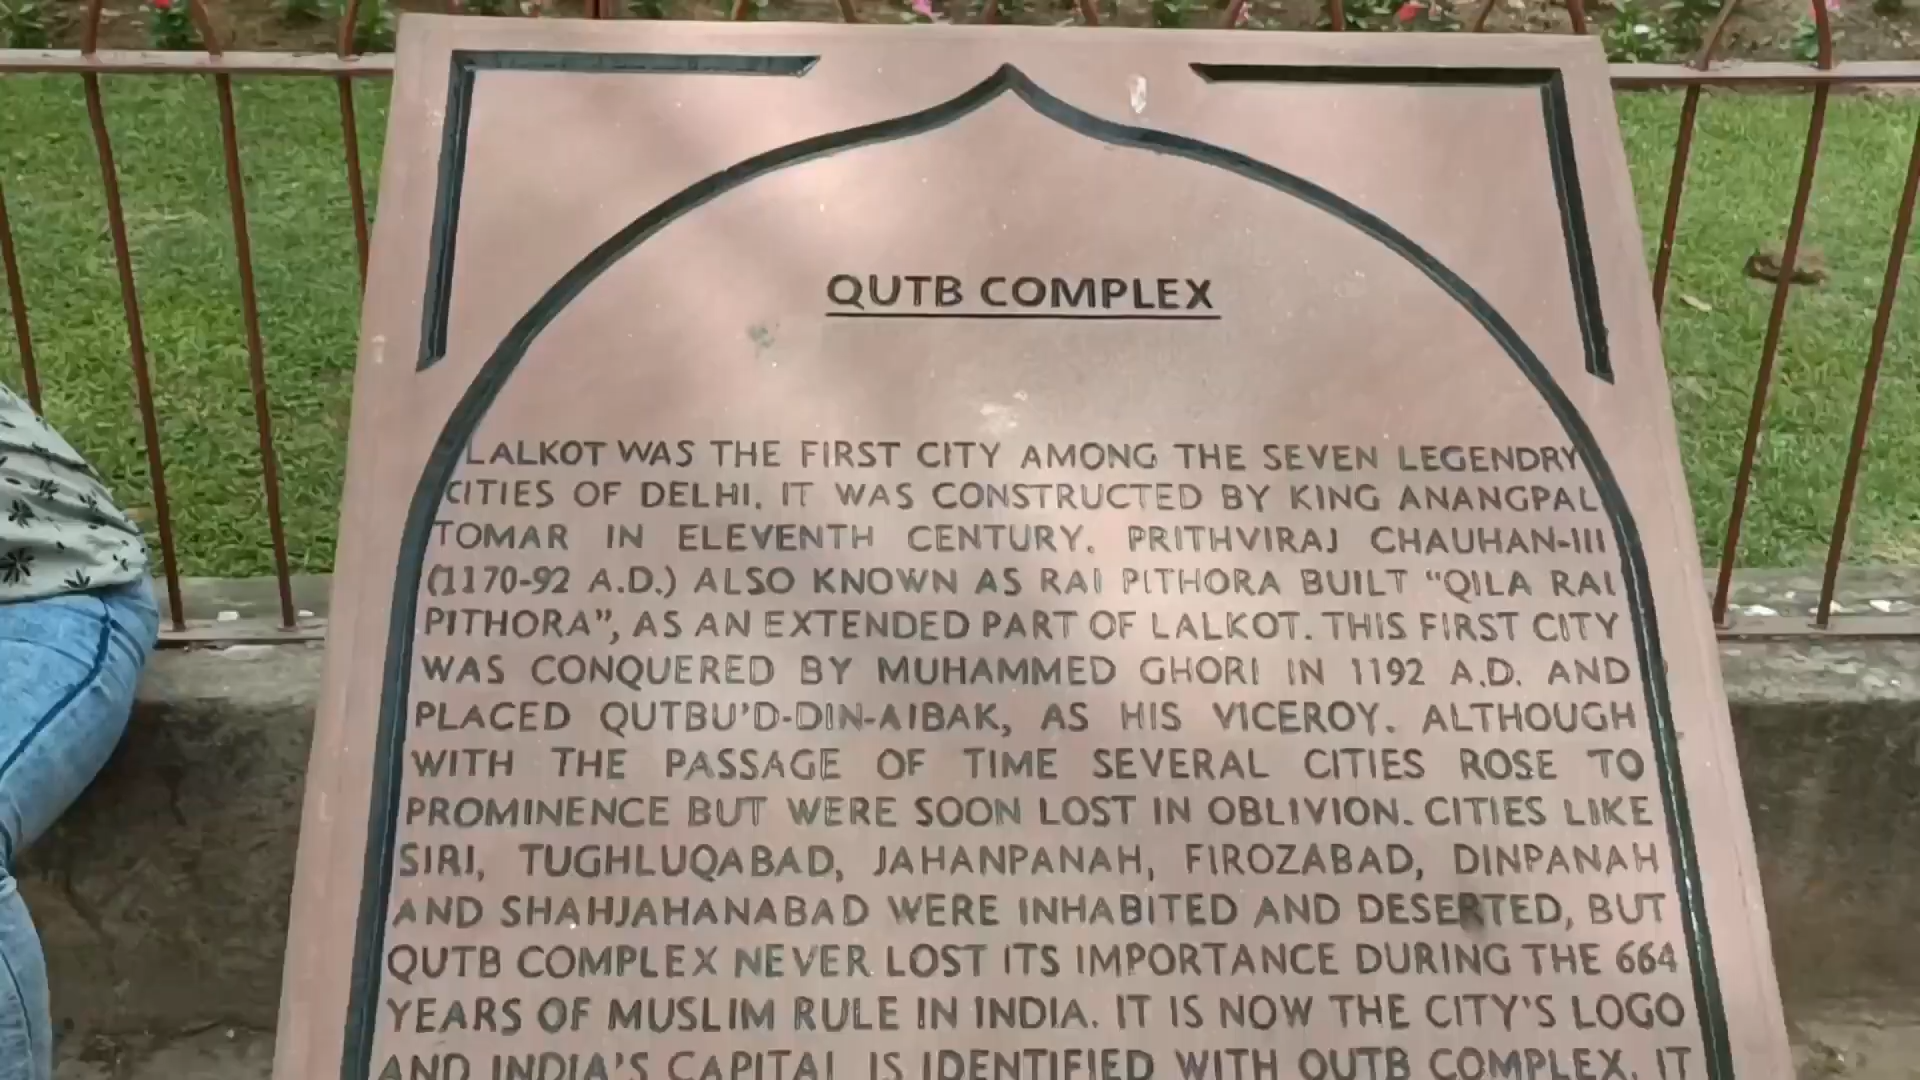 QUTB COMPLEX
LALKOT WAS THE FIRST CITY AMONG THE SEVEN LEGENDRY
CITIES OF DELHI. IT WAS CONSTRUCTED BY KING ANANGPAL
TOMAR IN ELEVENTH CENTURY. PRITHVIRAJ CHAUHAN-III
(1170-92 A.D.) ALSO KNOWN AS RAI PITHORA BUILT “QILA RAI
PITHORA”, AS AN EXTENDED PART OF LALKOT. THIS FIRST CITY
WAS CONQUERED BY MUHAMMED GHORI IN 1192 A.D. AND
PLACED QUTBU’D-DIN-AIBAK, AS HIS VICEROY. ALTHOUGH
WITH THE PASSAGE OF TIME SEVERAL CITIES ROSE TO
PROMINENCE BUT WERE SOON LOST IN OBLIVION. CITIES LIKE
SIRI, TUGHLUQABAD, JAHANPANAH, FIROZABAD, DINPANAH
AND SHAHJAHANABAD WERE INHABITED AND DESERTED, BUT
QUTB COMPLEX NEVER LOST ITS IMPORTANCE DURING THE 664
YEARS OF MUSLIM RULE IN INDIA. IT IS NOW THE CITY’S LOGO
AND INDIA’S CAPITAL IS IDENTIFIED WITH QUTB COMPLEX. IT